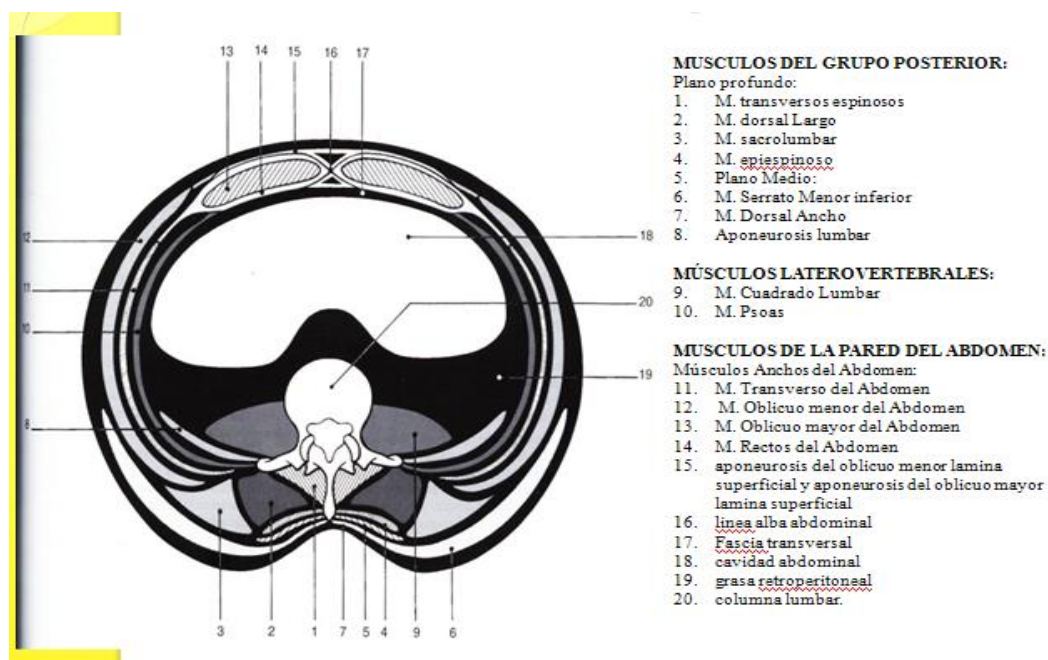 13 14 15 16 17
12
18
11
20
10
19
8
3 2 1 7 5 4 9 6
MUSCULOS DEL GRUPO POSTERIOR:
Plano profundo:
1. M. transversos espinosos
2. M. dorsal Largo
3. M. sacrolumbar
4. M. epiespinoso
5. Plano Medio:
6. M. Serrato Menor inferior
7. M. Dorsal Ancho
8. Aponeurosis lumbar
MÚSCULOS LATEROVERTEBRALES:
9. M. Cuadrado Lumbar
10. M. Psoas
MUSCULOS DE LA PARED DEL ABDOMEN:
Músculos Anchos del Abdomen:
11. M. Transverso del Abdomen
12. M. Oblicuo menor del Abdomen
13. M. Oblicuo mayor del Abdomen
14. M. Rectos del Abdomen
15. aponeurosis del oblicuo menor lamina
superficial y aponeurosis del oblicuo mayor
lamina superficial
16. linea alba abdominal
17. Fascia transversal
18. cavidad abdominal
19. grasa retroperitoneal
20. columna lumbar.